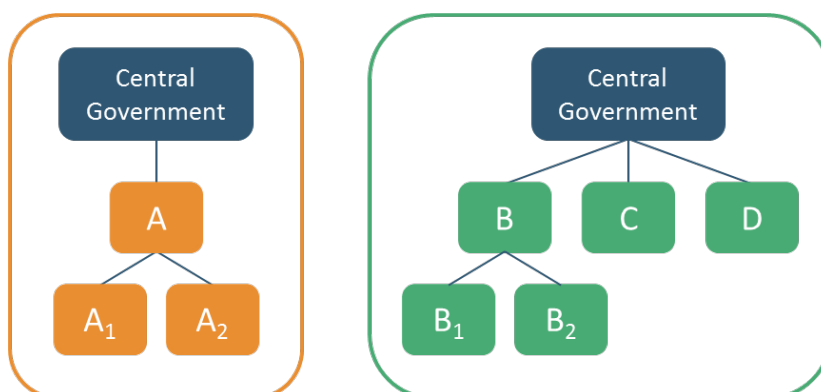 Central
Government
A
A₁
A₂
Central
Government
B
C
D
B₁
B₂